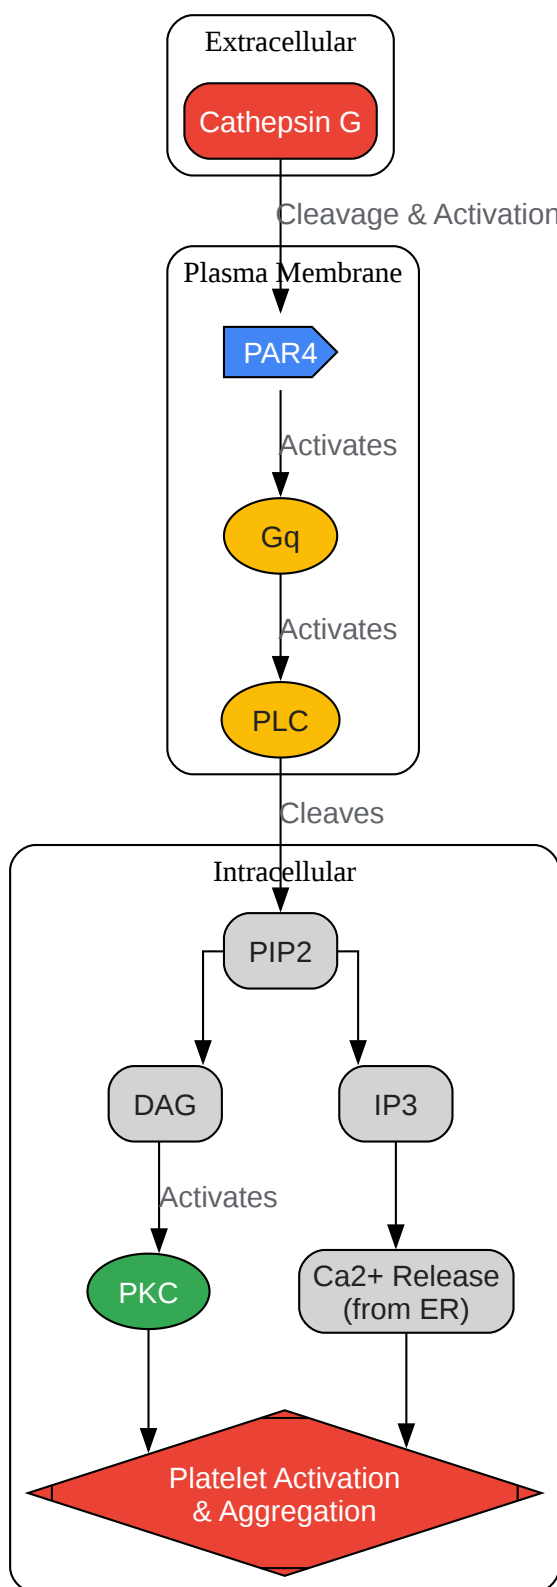 Extracellular
Cathepsin G
Cleavage & Activation
Plasma Membrane
PAR4
Activates
Gq
Activates
PLC
Cleaves
Intracellular
PIP2
DAG
IP3
Activates
PKC
Ca2+ Release
(from ER)
Platelet Activation
& Aggregation